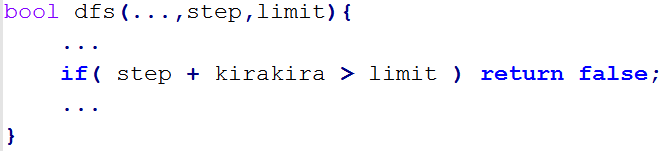 bool dfs(...,step,limit){
...
if( step + kirakira > limit ) return false;
...
}